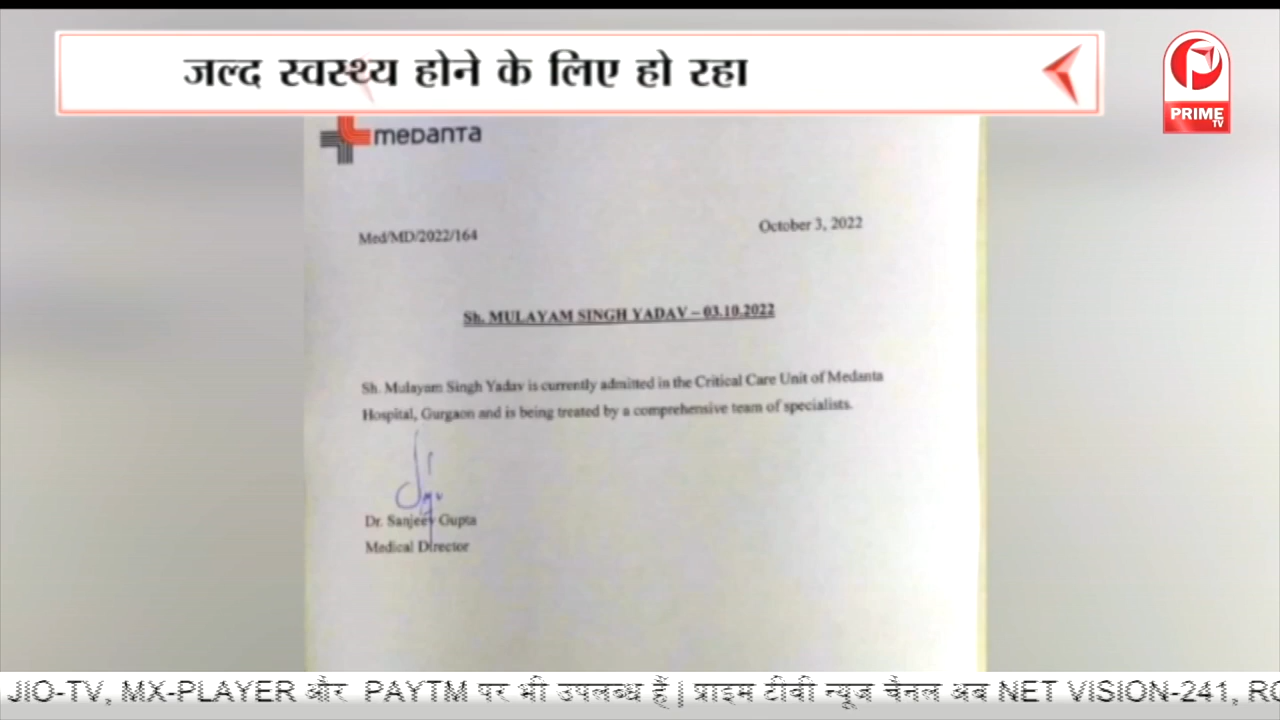 जल्द स्वस्थ्य होने के लिए हो रहा
PRIME
TV
medanta
Med/MD/2022/164
October 3, 2022
Sh. MULAYAM SINGH YADAV – 03.10.2022
Sh. Mulayam Singh Yadav is currently admitted in the Critical Care Unit of Medanta
Hospital, Gurgaon and is being treated by a comprehensive team of specialists.
Dr. Sanjeev Gupta
Medical Director
JIO-TV, MX-PLAYER और PAYTM पर भी उपलब्ध हैं| प्राइम टीवी न्यूज चैनल अब NET VISION-241,